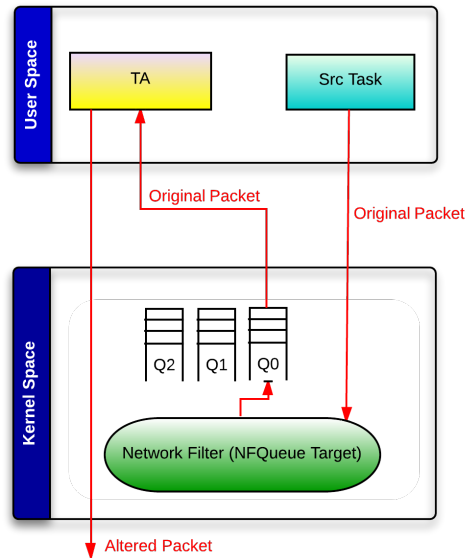 User Space
TA
Src Task
Original Packet
Original Packet
Kernel Space
Q2
Q1
Q0
Network Filter (NFQueue Target)
Altered Packet